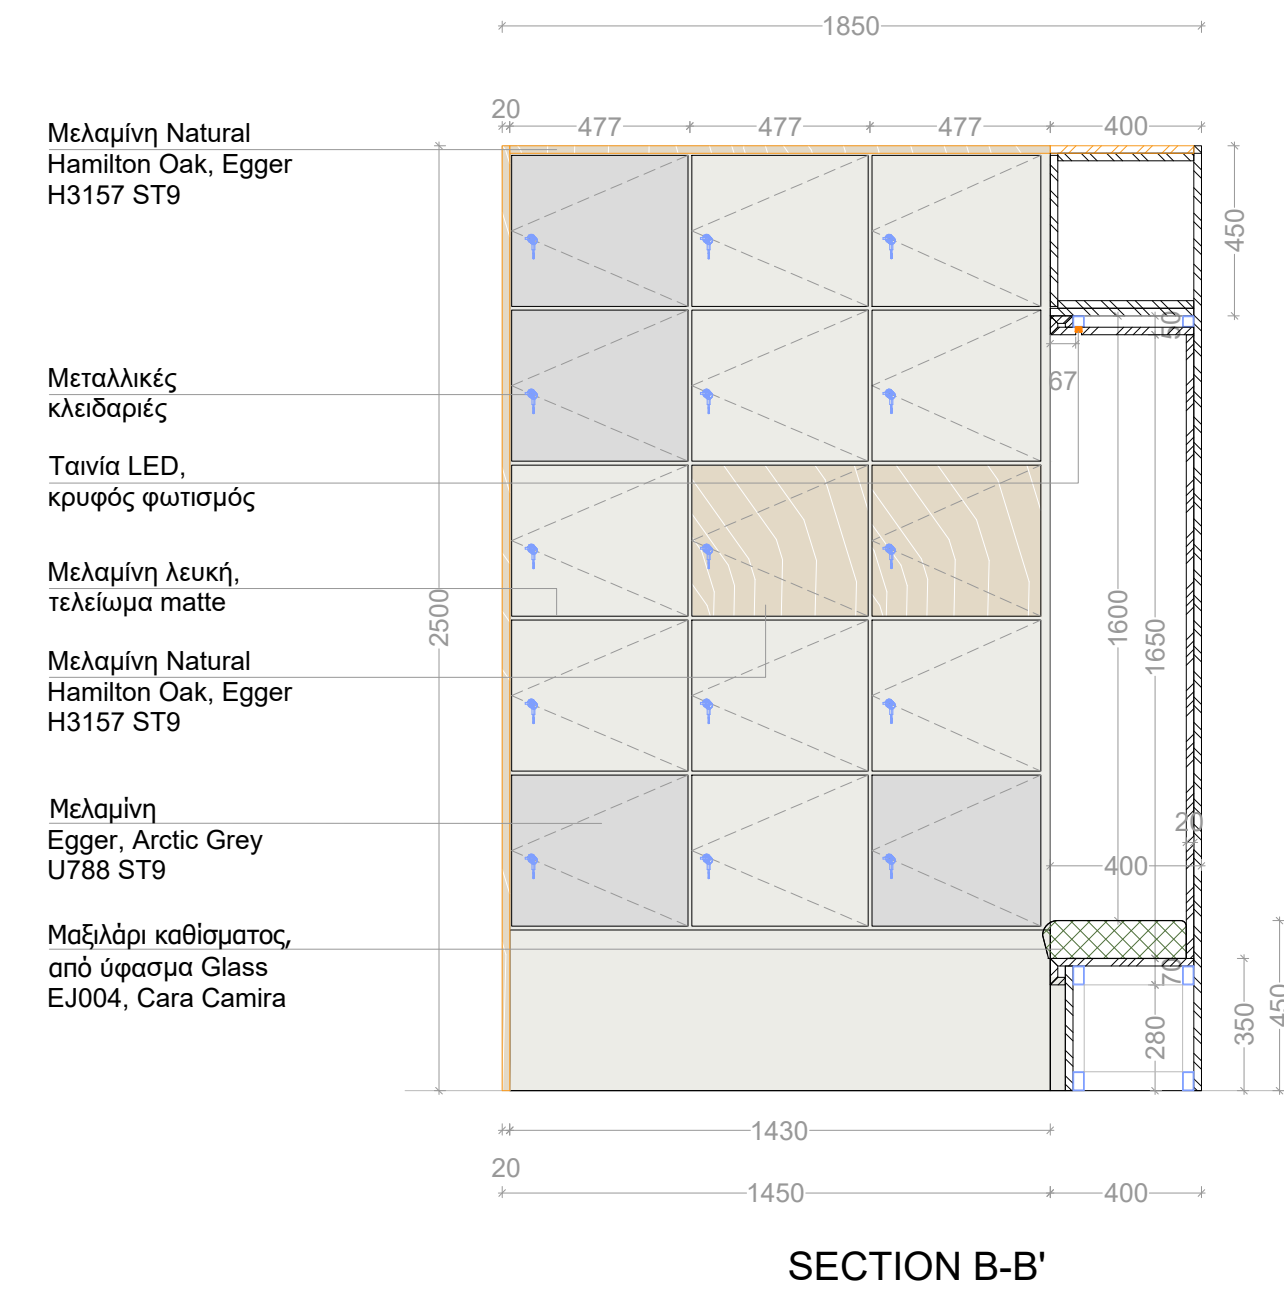 1850
20
477
477
477
400
Μελαμίνη Natural
Hamilton Oak, Egger
H3157 ST9
450
50
67
Μεταλλικές
κλειδαριές
Ταινία LED,
κρυφός φωτισμός
Μελαμίνη λευκή,
τελείωμα matte
2500
1600
1650
Μελαμίνη Natural
Hamilton Oak, Egger
H3157 ST9
Μελαμίνη
Egger, Arctic Grey
U788 ST9
20
400
Μαξιλάρι καθίσματος,
από ύφασμα Glass
EJ004, Cara Camira
70
280
350
450
1430
20
1450
400
SECTION B-B'